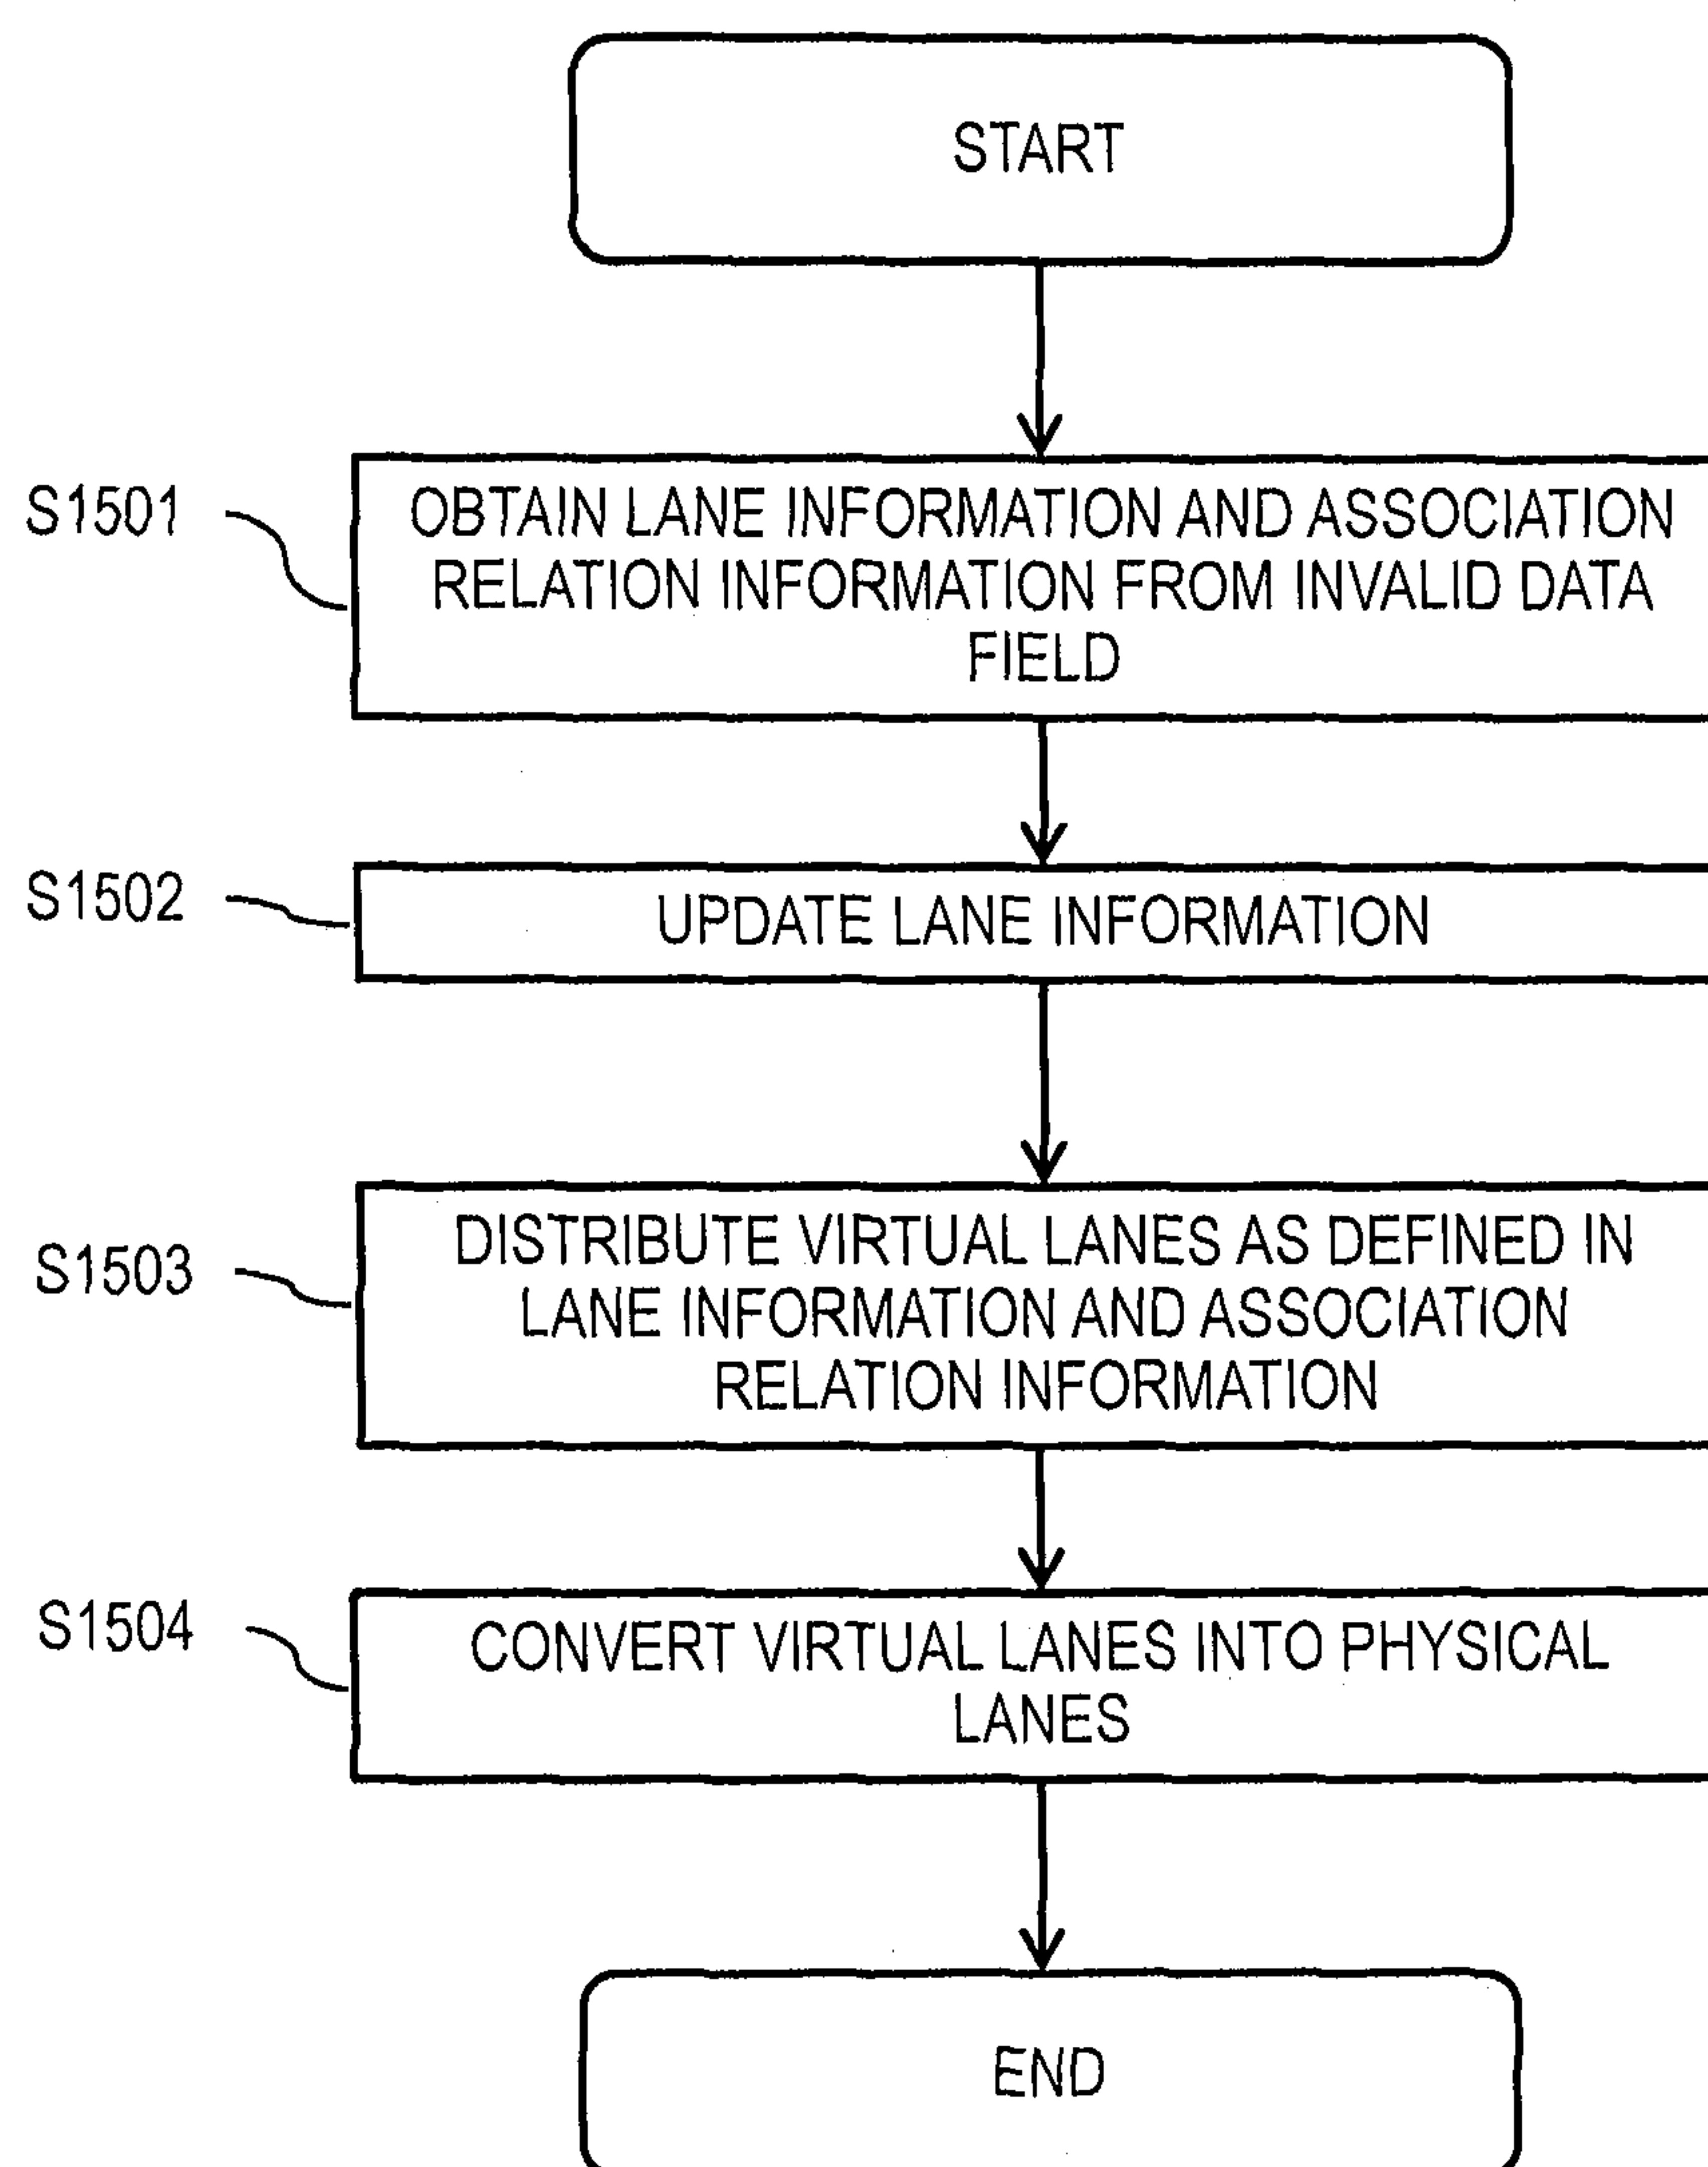 START
S1501
OBTAIN LANE INFORMATION AND ASSOCIATION
RELATION INFORMATION FROM INVALID DATA
FIELD
S1502
UPDATE LANE INFORMATION
S1503
DISTRIBUTE VIRTUAL LANES AS DEFINED IN
LANE INFORMATION AND ASSOCIATION
RELATION INFORMATION
S1504
CONVERT VIRTUAL LANES INTO PHYSICAL
LANES
END